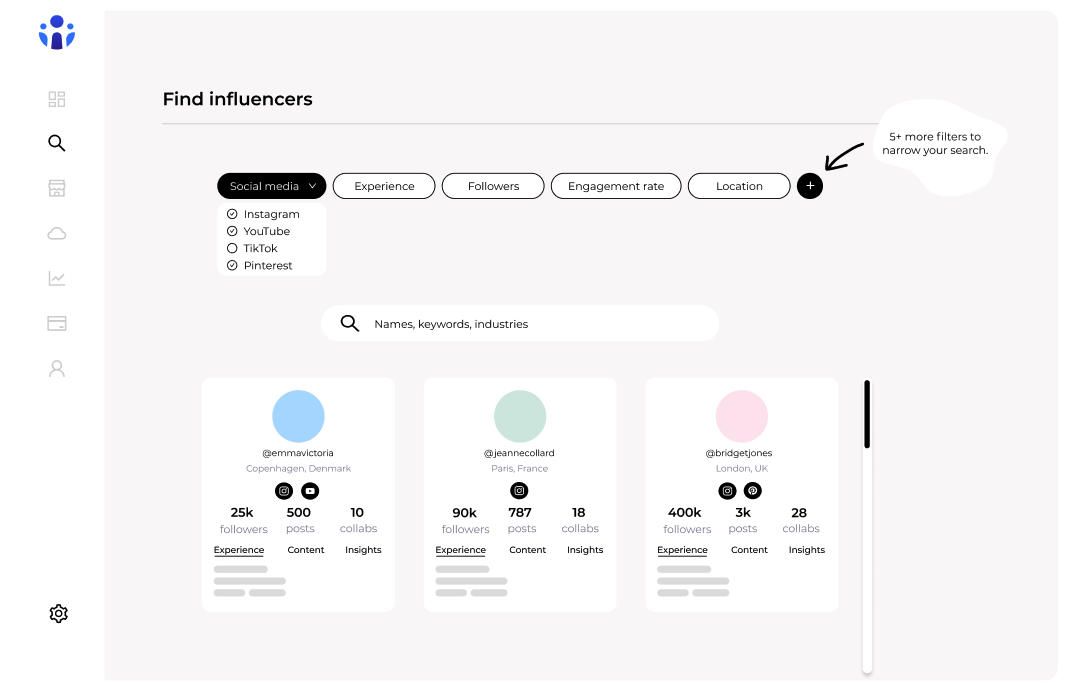 Find influencers
5+ more filters to
narrow your search.
Social media
Experience
Followers
Engagement rate
Location
+
Instagram
YouTube
TikTok
Pinterest
Names, keywords, industries
@emmavictoria
Copenhagen, Denmark
25k 500 10
followers posts collabs
Experience Content Insights
@jeannecollard
Paris, France
90k 787 18
followers posts collabs
Experience Content Insights
@bridgetjones
London, UK
400k 3k 28
followers posts collabs
Experience Content Insights